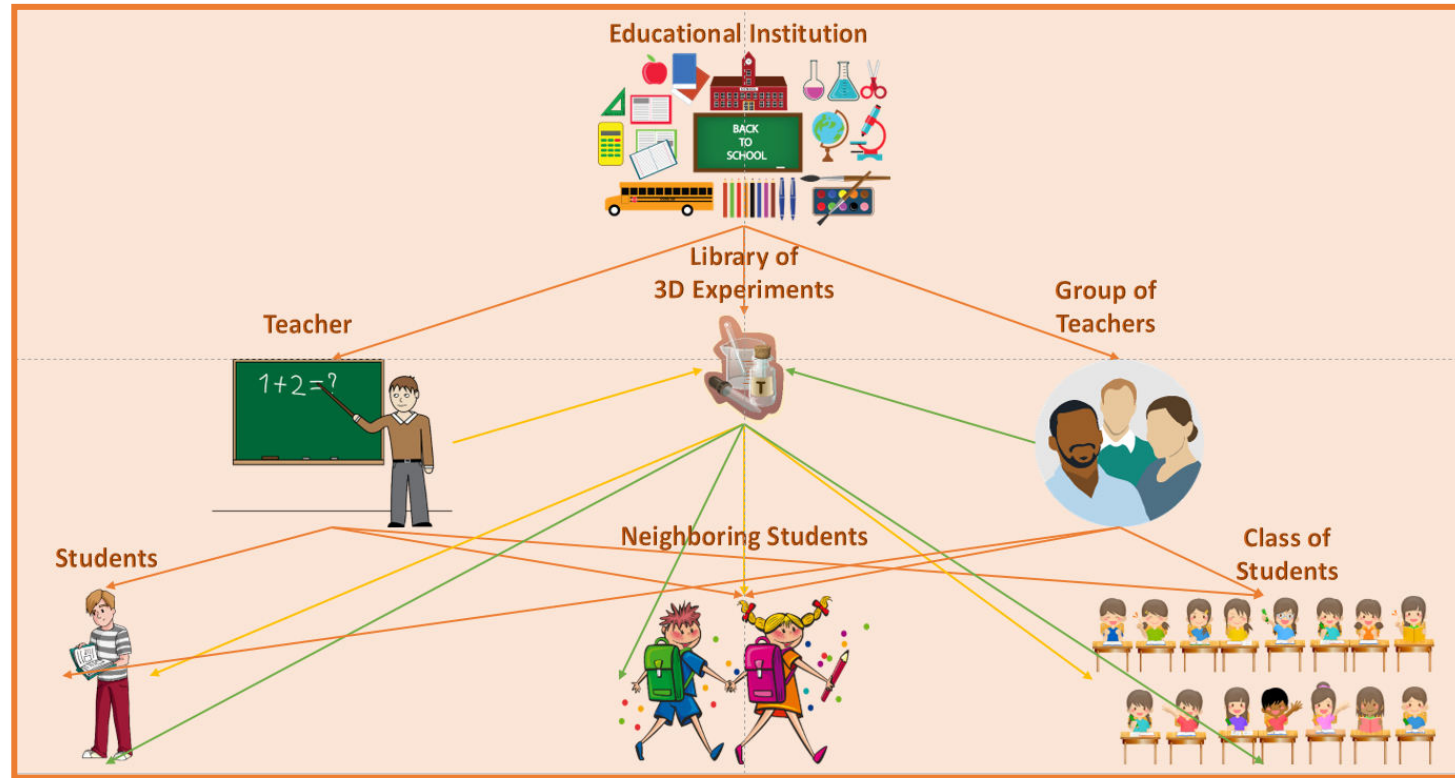 Educational Institution
SCHOOL
BACK
TO
SCHOOL
Library of
3D Experiments
Teacher
Group of
Teachers
1+2=?
T
Students
Neighboring Students
Class of
Students